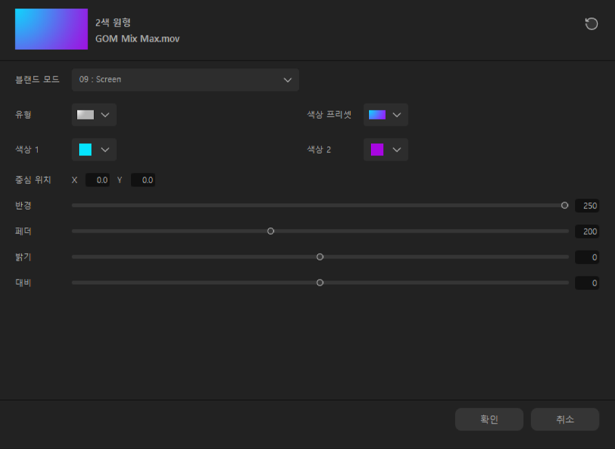 2색 원형
GOM Mix Max.mov
블랜드 모드 09 : Screen
유형 색상 프리셋
색상 1 색상 2
중심 위치 X 0.0 Y 0.0
반경 250
페더 200
밝기 0
대비 0
확인 취소